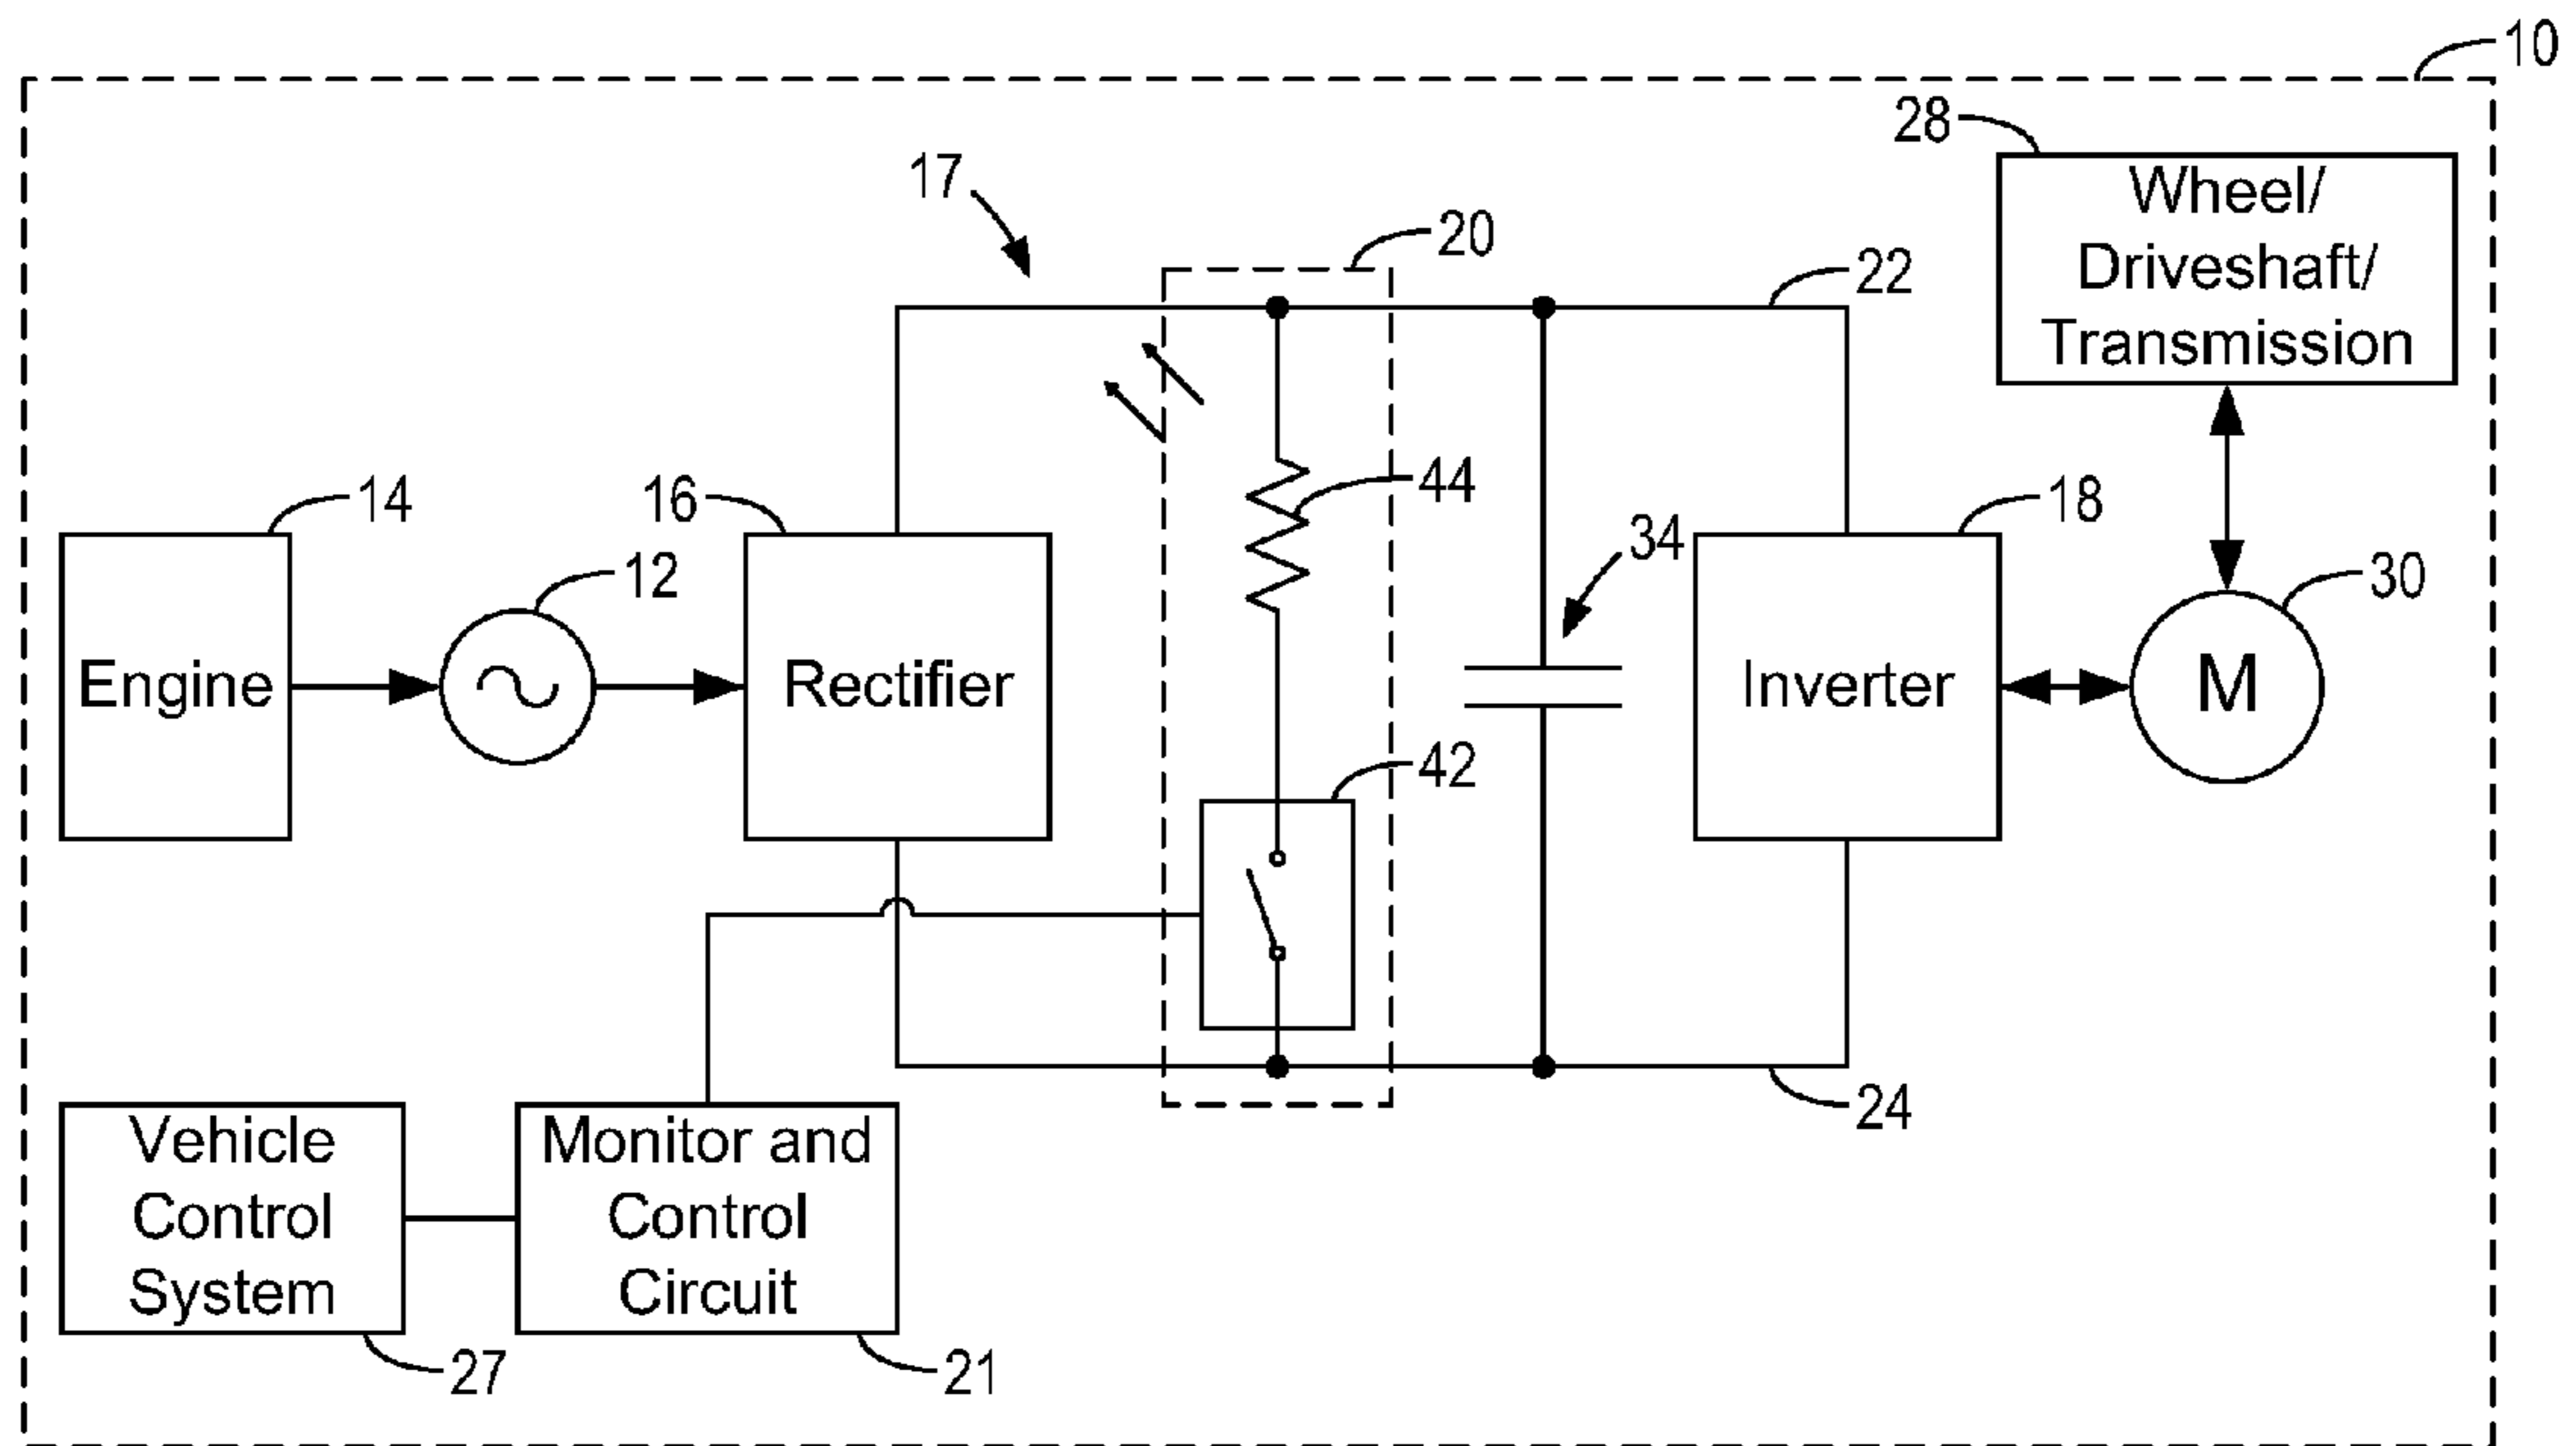 10
28
Wheel/
Driveshaft/
Transmission
17
20
22
14
16
44
18
12
34
30
Engine
Rectifier
Inverter
M
42
24
Vehicle
Control
System
Monitor and
Control
Circuit
27
21